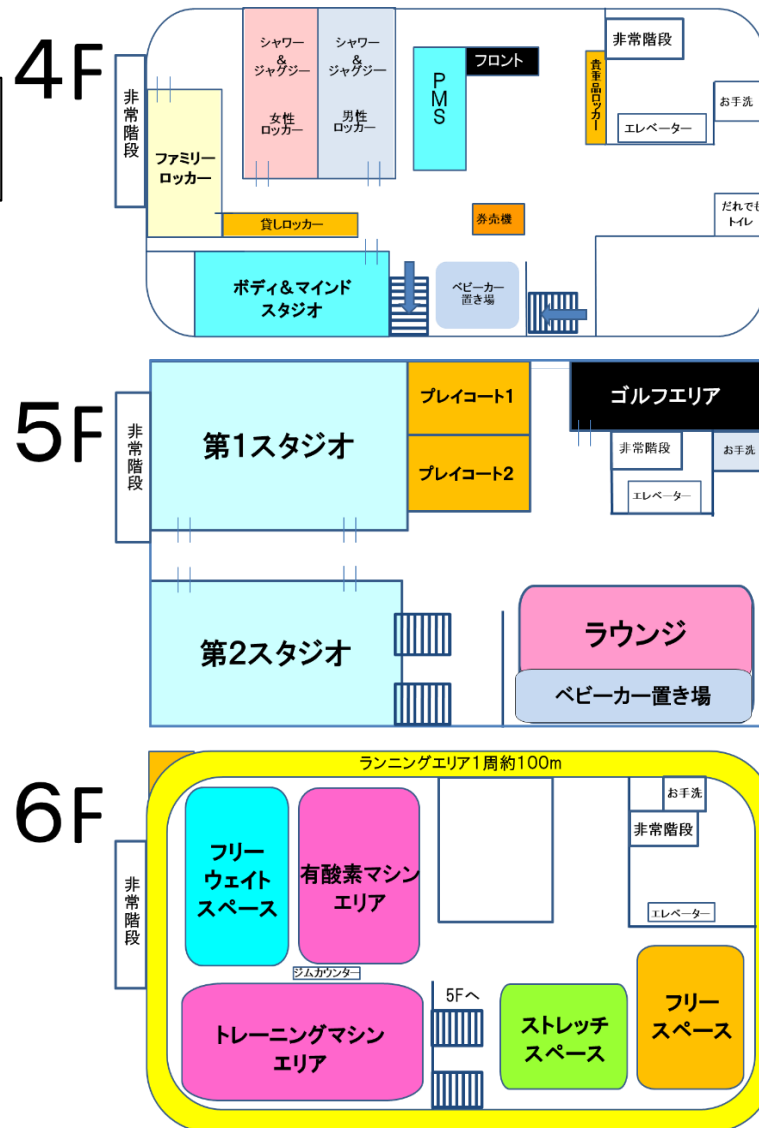 4F
非常階段
シャワー
&
ジャグジー
女性
ロッカー
シャワー
&
ジャグジー
男性
ロッカー
PMS
フロント
貴重品ロッカー
非常階段
エレベーター
お手洗
ファミリー
ロッカー
貸しロッカー
券売機
だれでも
トイレ
ボディ&マインド
スタジオ
ベビーカー
置き場
5F
非常階段
第1スタジオ
プレイコート1
プレイコート2
ゴルフエリア
非常階段
お手洗
エレベーター
第2スタジオ
ラウンジ
ベビーカー置き場
6F
ランニングエリア1周約100m
非常階段
フリー
ウェイト
スペース
有酸素マシン
エリア
お手洗
非常階段
エレベーター
ジムカウンター
トレーニングマシン
エリア
5Fへ
ストレッチ
スペース
フリー
スペース